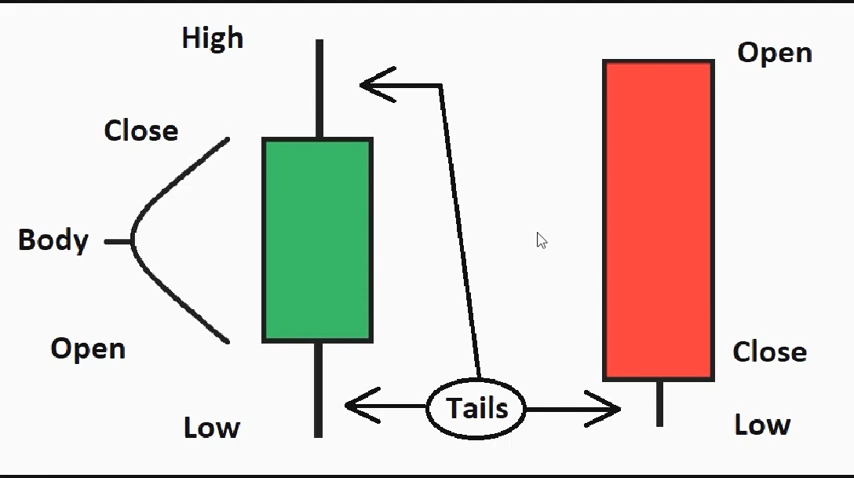 High
Close
Body
Open
Low
Tails
Open
Close
Low